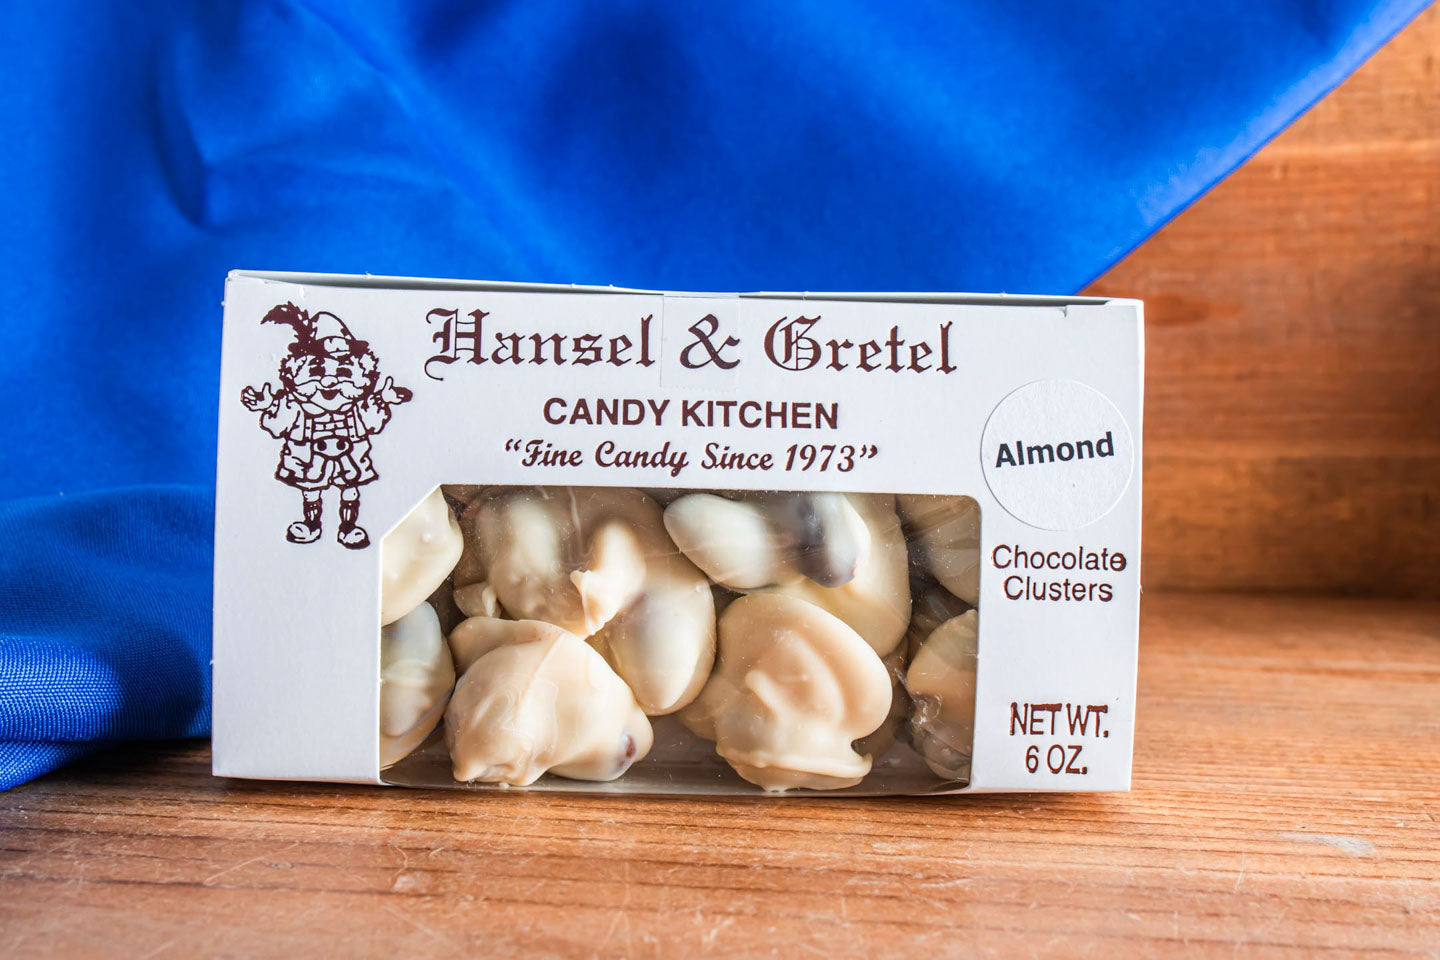 Hansel & Gretel
CANDY KITCHEN
“Fine Candy Since 1973”
Almond
Chocolate
Clusters
NET WT.
6 OZ.